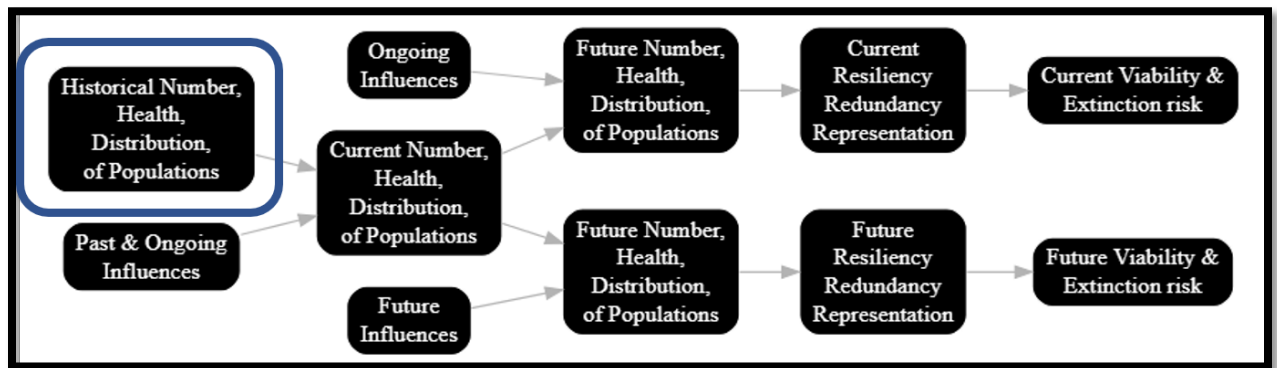 Historical Number,
Health,
Distribution,
of Populations
Past & Ongoing
Influences
Ongoing
Influences
Current Number,
Health,
Distribution,
of Populations
Future
Influences
Future Number,
Health,
Distribution,
of Populations
Future Number,
Health,
Distribution,
of Populations
Current
Resiliency
Redundancy
Representation
Future
Resiliency
Redundancy
Representation
Current Viability &
Extinction risk
Future Viability &
Extinction risk